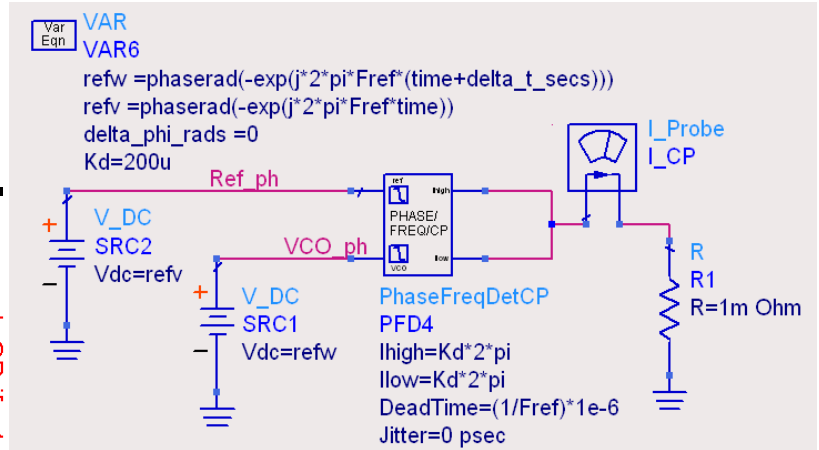 Var
Eqn
VAR
VAR6
refw =phaserad(-exp(j*2*pi*Fref*(time+delta_t_secs)))
refv =phaserad(-exp(j*2*pi*Fref*time))
delta_phi_rads =0
Kd=200u
I_Probe
I_CP
Ref_ph
ref
Ihigh
PHASE/
FREQ/CP
Ilow
VCO
V_DC
SRC2
Vdc=refv
VCO_ph
V_DC
SRC1
Vdc=refw
PhaseFreqDetCP
PFD4
Ihigh=Kd*2*pi
Ilow=Kd*2*pi
DeadTime=(1/Fref)*1e-6
Jitter=0 psec
R
R1
R=1m Ohm